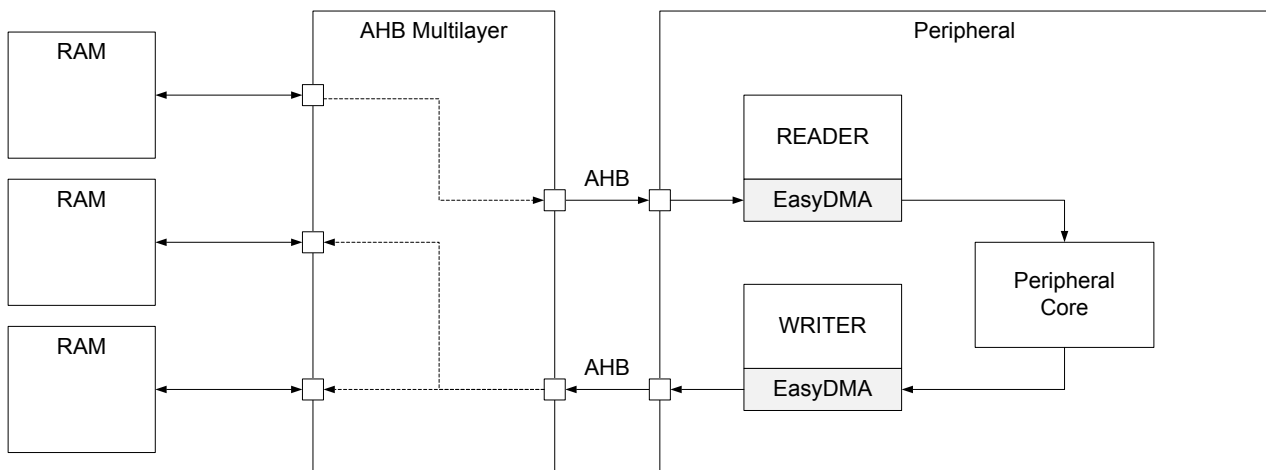 RAM
AHB Multilayer
Peripheral
READER
EasyDMA
AHB
RAM
Peripheral
Core
WRITER
EasyDMA
AHB
RAM